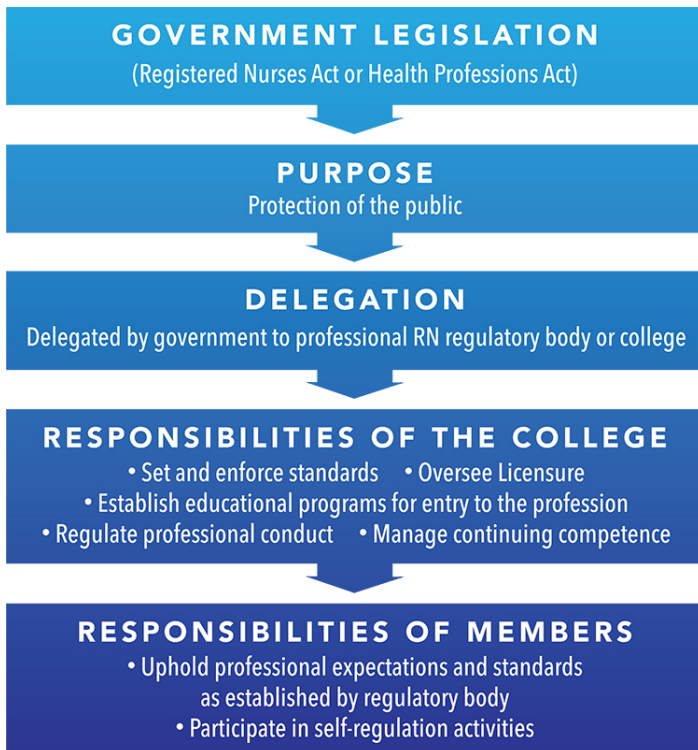 GOVERNMENT LEGISLATION
(Registered Nurses Act or Health Professions Act)
PURPOSE
Protection of the public
DELEGATION
Delegated by government to professional RN regulatory body or college
RESPONSIBILITIES OF THE COLLEGE
• Set and enforce standards • Oversee Licensure
• Establish educational programs for entry to the profession
• Regulate professional conduct • Manage continuing competence
RESPONSIBILITIES OF MEMBERS
• Uphold professional expectations and standards
as established by regulatory body
• Participate in self-regulation activities